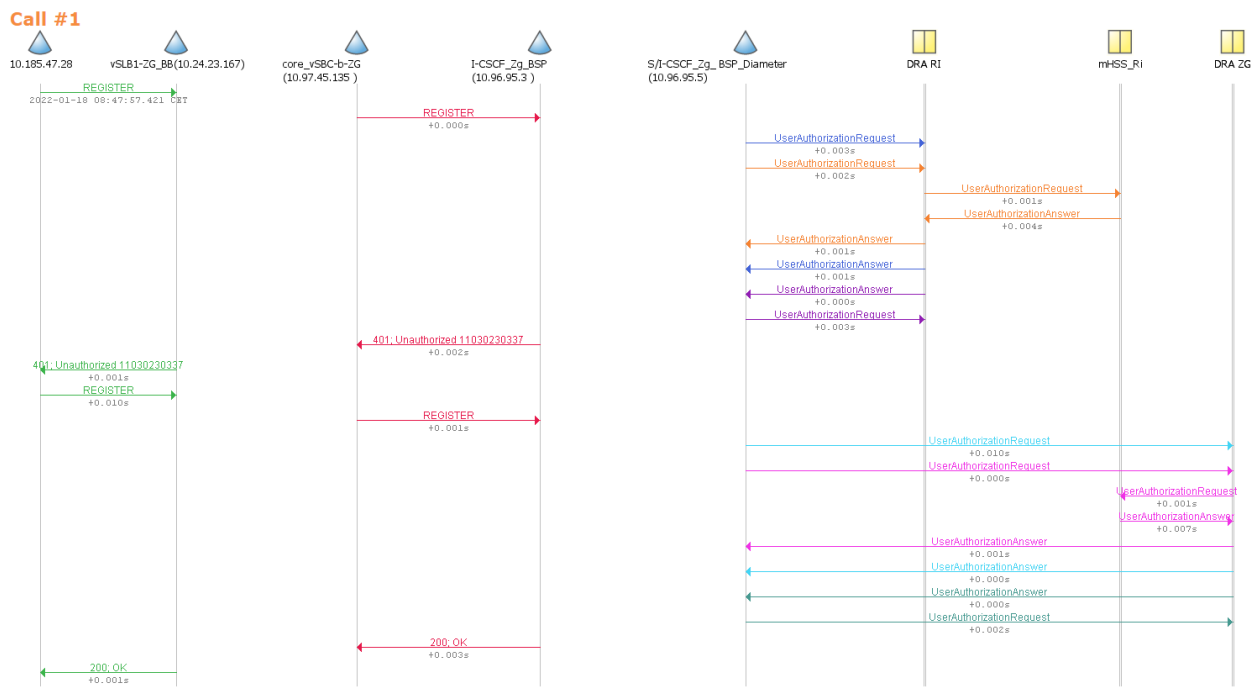 Call #1
10.185.47.28 vSLB1-ZG_BB(10.24.23.167) core_vSBC-b-ZG I-CSCF_Zg_BSP S/I-CSCF_Zg_ BSP_Diameter DRA RI mHSS_Ri DRA ZG
(10.97.45.135 ) (10.96.95.3 ) (10.96.95.5)
REGISTER
2022-01-18 08:47:57.421 CET
REGISTER
+0.000s
UserAuthorizationRequest
+0.003s
UserAuthorizationRequest
+0.002s
UserAuthorizationRequest
+0.001s
UserAuthorizationAnswer
+0.004s
UserAuthorizationAnswer
+0.001s
UserAuthorizationAnswer
+0.001s
UserAuthorizationAnswer
+0.000s
UserAuthorizationRequest
+0.003s
401; Unauthorized 11030230337
+0.002s
401; Unauthorized 11030230337
+0.001s
REGISTER
+0.010s
REGISTER
+0.001s
UserAuthorizationRequest
+0.010s
UserAuthorizationRequest
+0.000s
UserAuthorizationRequest
+0.001s
UserAuthorizationAnswer
+0.007s
UserAuthorizationAnswer
+0.001s
UserAuthorizationAnswer
+0.000s
UserAuthorizationAnswer
+0.000s
UserAuthorizationRequest
+0.002s
200; OK
+0.003s
200; OK
+0.001s